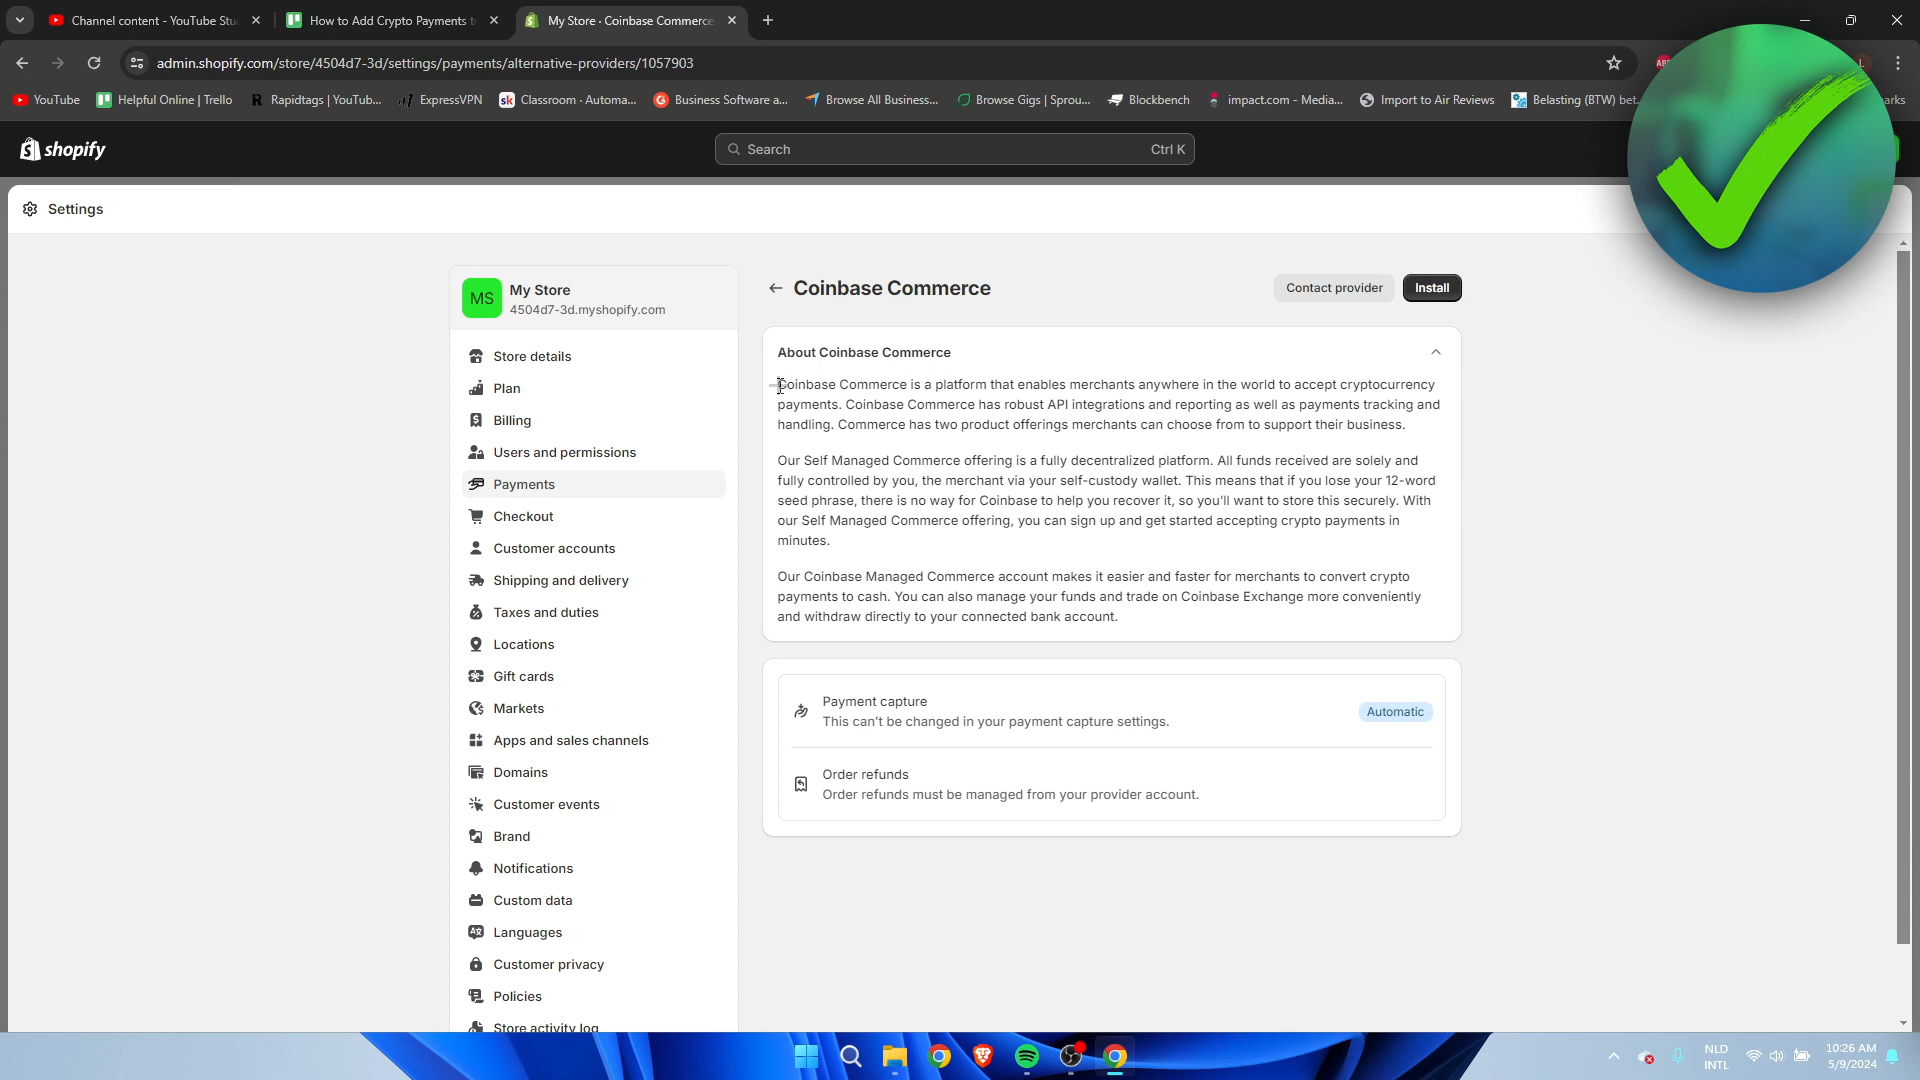 Channel content - YouTube Stu
How to Add Crypto Payments t
My Store · Coinbase Commerce
admin.shopify.com/store/4504d7-3d/settings/payments/alternative-providers/1057903
YouTube
Helpful Online | Trello
Rapidtags | YouTub...
ExpressVPN
Classroom - Automa...
Business Software a...
Browse All Business...
Browse Gigs | Sprou...
Blockbench
impact.com - Media...
Import to Air Reviews
Belasting (BTW) bet
shopify
Search
Ctrl K
Settings
MS
My Store
4504d7-3d.myshopify.com
Store details
Plan
Billing
Users and permissions
Payments
Checkout
Customer accounts
Shipping and delivery
Taxes and duties
Locations
Gift cards
Markets
Apps and sales channels
Domains
Customer events
Brand
Notifications
Custom data
Languages
Customer privacy
Policies
Store activity log
Coinbase Commerce
Contact provider
Install
About Coinbase Commerce
Coinbase Commerce is a platform that enables merchants anywhere in the world to accept cryptocurrency
payments. Coinbase Commerce has robust API integrations and reporting as well as payments tracking and
handling. Commerce has two product offerings merchants can choose from to support their business.
Our Self Managed Commerce offering is a fully decentralized platform. All funds received are solely and
fully controlled by you, the merchant via your self-custody wallet. This means that if you lose your 12-word
seed phrase, there is no way for Coinbase to help you recover it, so you'll want to store this securely. With
our Self Managed Commerce offering, you can sign up and get started accepting crypto payments in
minutes.
Our Coinbase Managed Commerce account makes it easier and faster for merchants to convert crypto
payments to cash. You can also manage your funds and trade on Coinbase Exchange more conveniently
and withdraw directly to your connected bank account.
Payment capture
This can't be changed in your payment capture settings.
Automatic
Order refunds
Order refunds must be managed from your provider account.
NLD
INTL
10:26 AM
5/9/2024